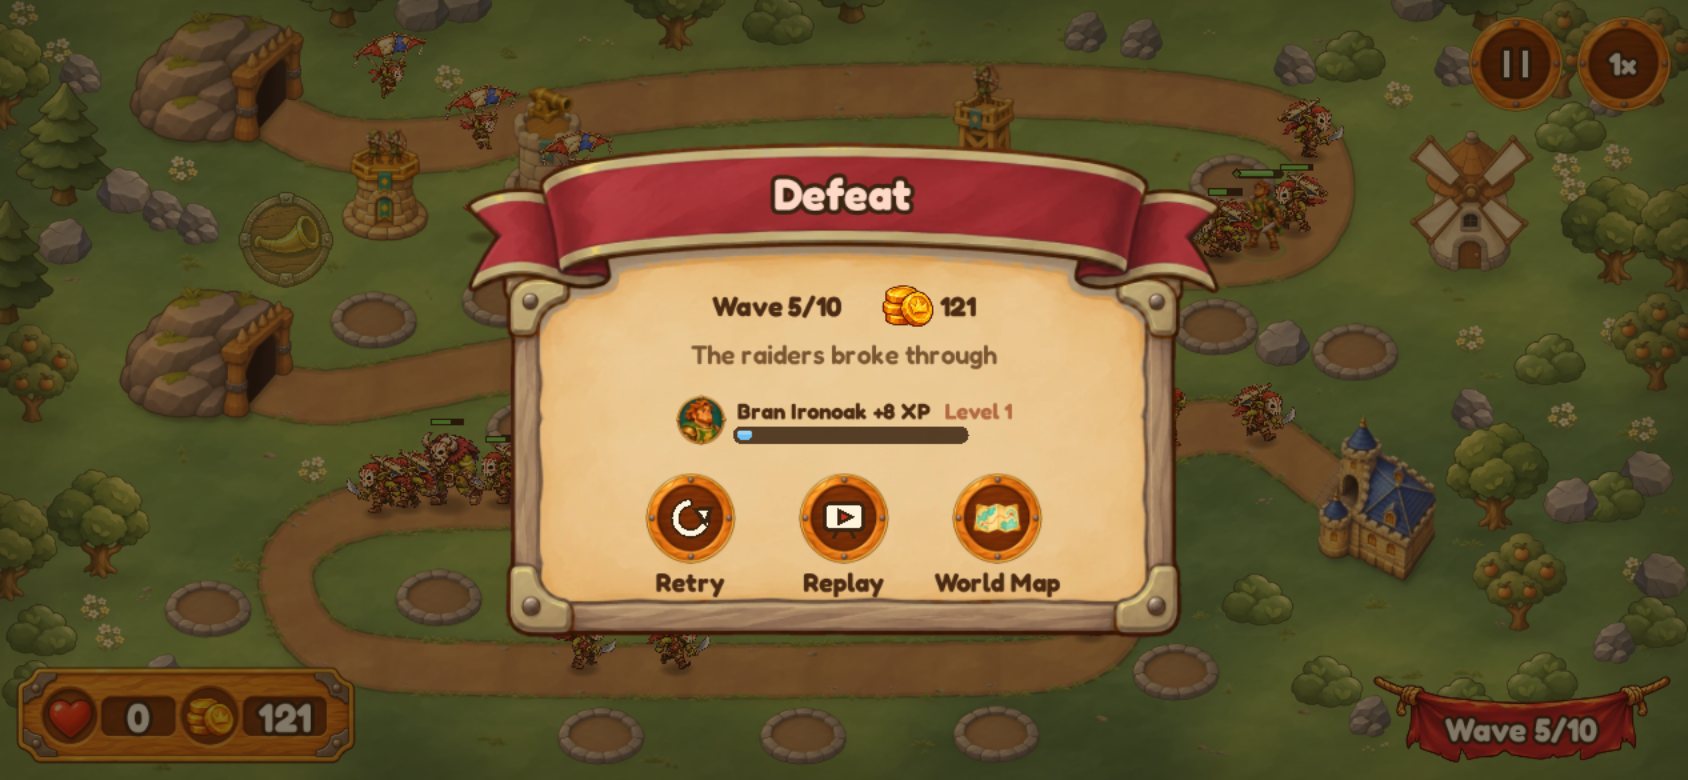 1x
Defeat
Wave 5/10
121
The raiders broke through
Bran Ironoak +8 XP Level 1
Retry
Replay
World Map
0
121
Wave 5/10